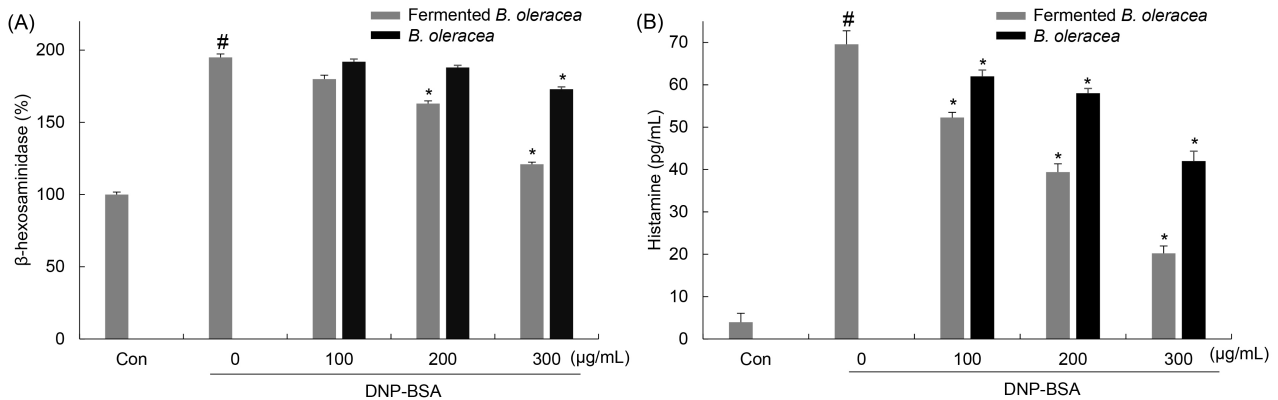 (A)
Fermented B. oleracea
B. oleracea
β-hexosaminidase (%)
200
150
100
50
0
#
*
*
*
Con
0
100
200
300
(μg/mL)
DNP-BSA
(B)
Fermented B. oleracea
B. oleracea
Histamine (pg/mL)
70
60
50
40
30
20
10
0
#
*
*
*
*
*
*
Con
0
100
200
300
(μg/mL)
DNP-BSA